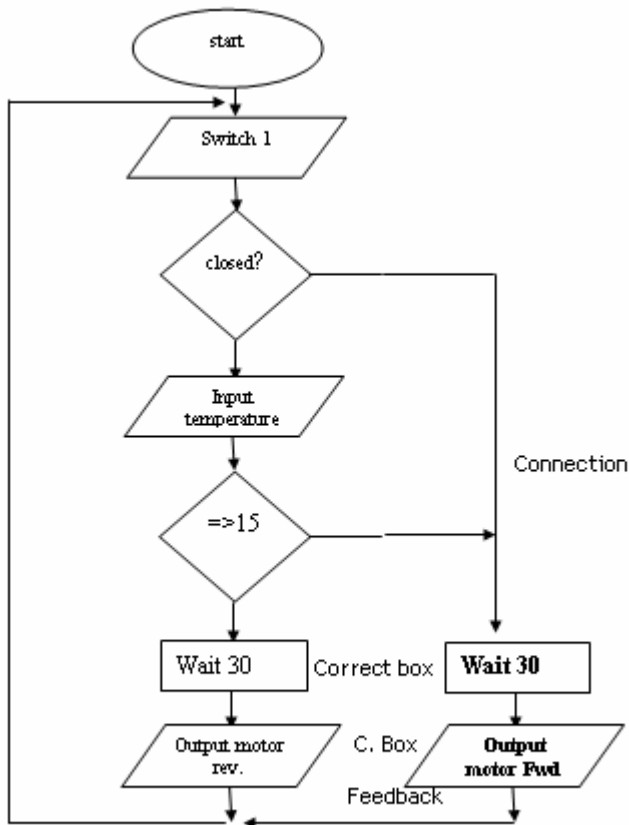 start
Switch 1
closed?
Input
temperature
Connection
=>15
Wait 30
Correct box
Wait 30
Output motor
rev.
C. Box
Output
motor Fwd
Feedback